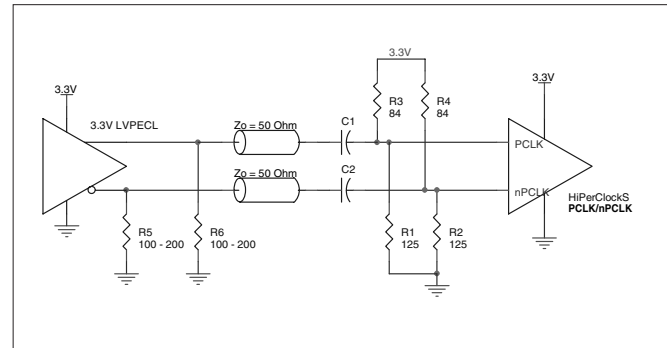 3.3V
3.3V
3.3V
3.3V LVPECL
Zo = 50 Ohm
C1
R3
84
R4
84
PCLK
Zo = 50 Ohm
C2
nPCLK
HiPerClockS
PCLK/nPCLK
R5
100 - 200
R6
100 - 200
R1
125
R2
125